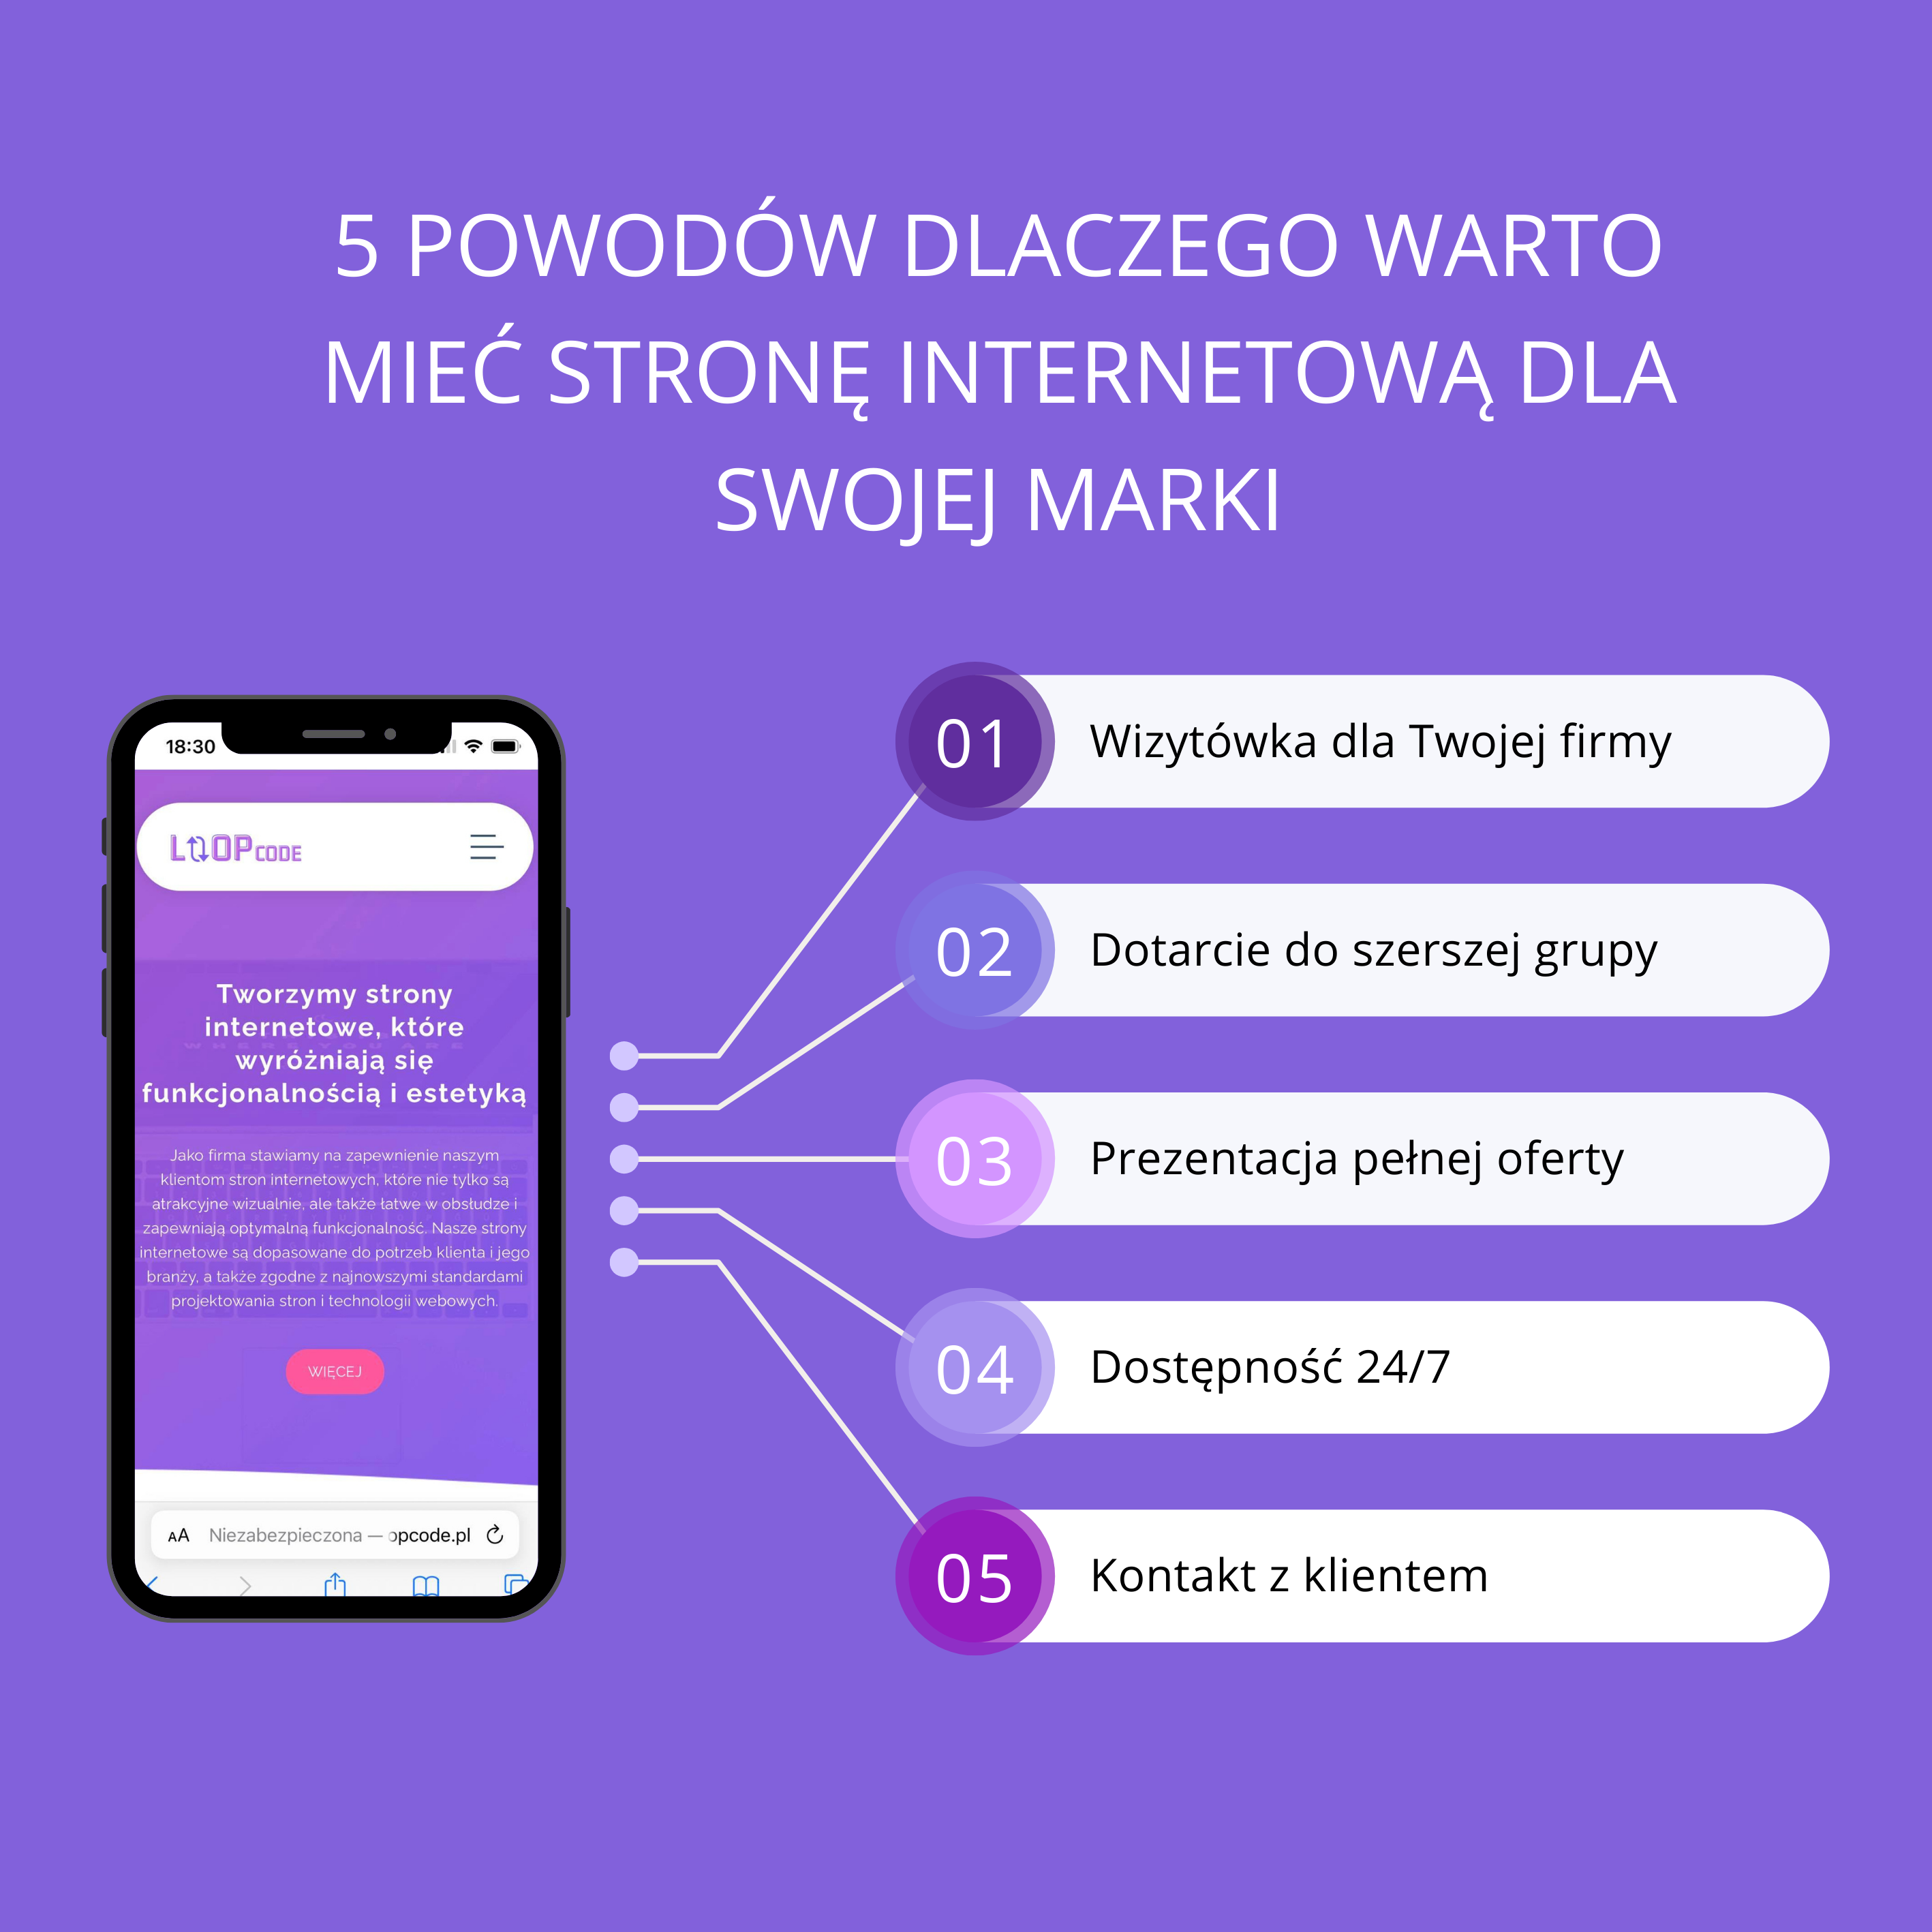 5 POWODÓW DLACZEGO WARTO
MIEĆ STRONĘ INTERNETOWĄ DLA
SWOJEJ MARKI
18:30
LOOP CODE
Tworzymy strony
internetowe, które
wyróżniają się
funkcjonalnością i estetyką
Jako firma stawiamy na zapewnienie naszym
klientom stron internetowych, które nie tylko są
atrakcyjne wizualnie, ale także łatwe w obsłudze i
zapewniają optymalną funkcjonalność. Nasze strony
internetowe są dopasowane do potrzeb klienta i jego
branży, a także zgodne z najnowszymi standardami
projektowania stron i technologii webowych.
WIĘCEJ
AA Niezabezpieczona — opcode.pl
01 Wizytówka dla Twojej firmy
02 Dotarcie do szerszej grupy
03 Prezentacja pełnej oferty
04 Dostępność 24/7
05 Kontakt z klientem